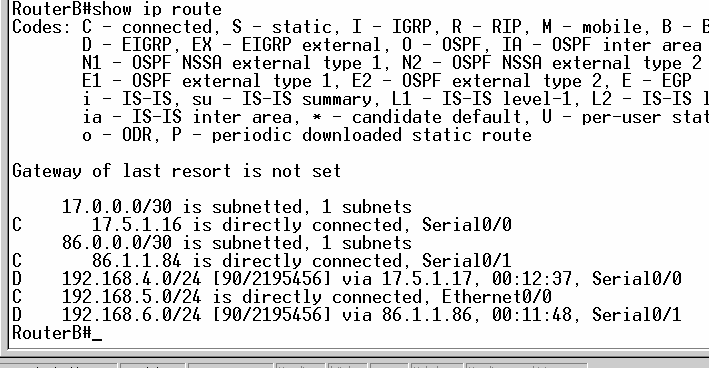 RouterB#show ip route
Codes: C - connected, S - static, I - IGRP, R - RIP, M - mobile, B - B
D - EIGRP, EX - EIGRP external, O - OSPF, IA - OSPF inter area
N1 - OSPF NSSA external type 1, N2 - OSPF NSSA external type 2
E1 - OSPF external type 1, E2 - OSPF external type 2, E - EGP
i - IS-IS, su - IS-IS summary, L1 - IS-IS level-1, L2 - IS-IS l
ia - IS-IS inter area, * - candidate default, U - per-user stat
o - ODR, P - periodic downloaded static route
Gateway of last resort is not set
17.0.0.0/30 is subnetted, 1 subnets
C 17.5.1.16 is directly connected, Serial0/0
86.0.0.0/30 is subnetted, 1 subnets
C 86.1.1.84 is directly connected, Serial0/1
D 192.168.4.0/24 [90/2195456] via 17.5.1.17, 00:12:37, Serial0/0
C 192.168.5.0/24 is directly connected, Ethernet0/0
D 192.168.6.0/24 [90/2195456] via 86.1.1.86, 00:11:48, Serial0/1
RouterB#_